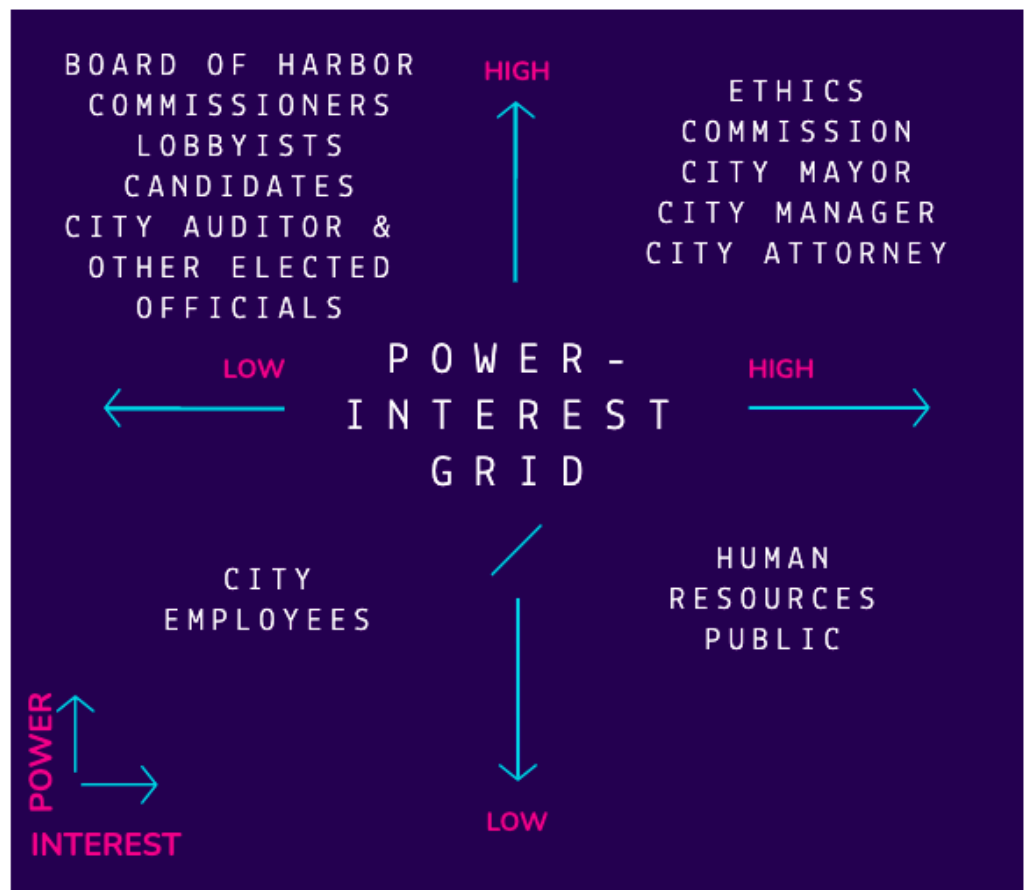 BOARD OF HARBOR
COMMISSIONERS
LOBBYISTS
CANDIDATES
CITY AUDITOR &
OTHER ELECTED
OFFICIALS
HIGH
ETHICS
COMMISSION
CITY MAYOR
CITY MANAGER
CITY ATTORNEY
LOW
POWER-
INTEREST
GRID
HIGH
CITY
EMPLOYEES
HUMAN
RESOURCES
PUBLIC
POWER
INTEREST
LOW